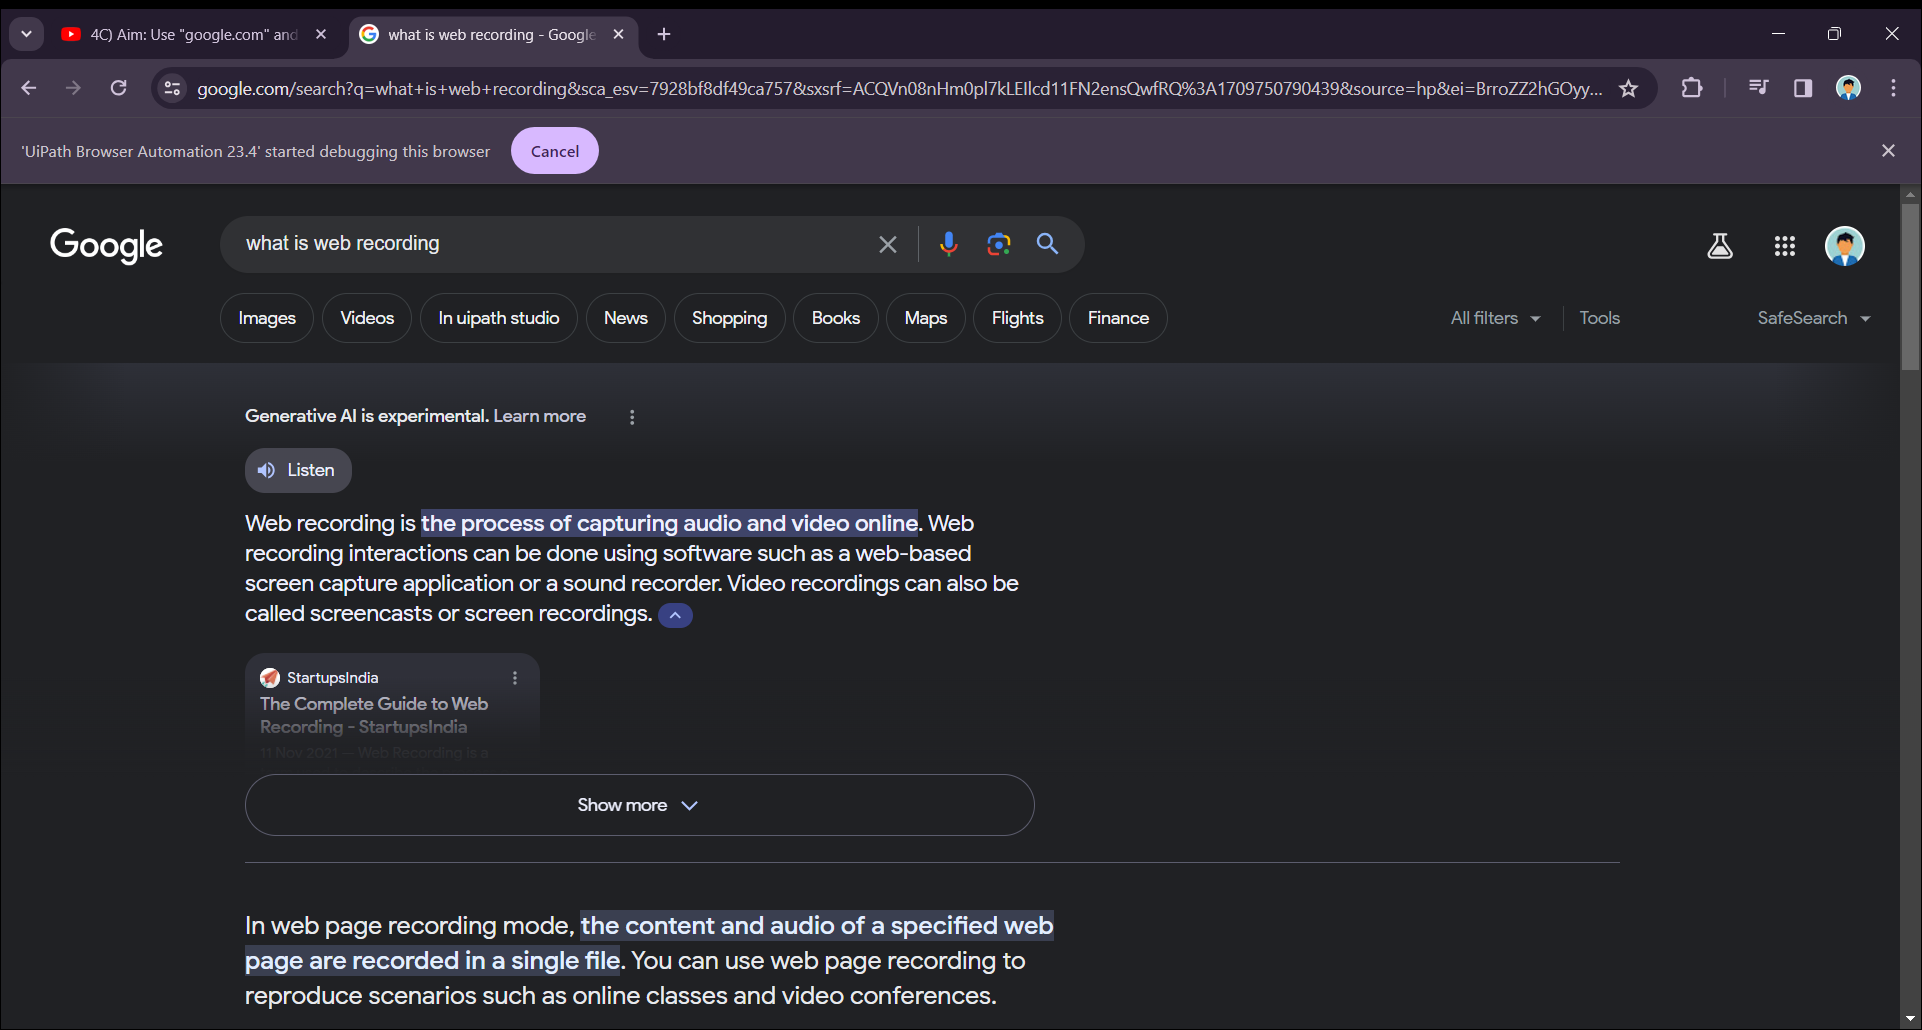 4C) Aim: Use "google.com" and
what is web recording - Google
google.com/search?q=what+is+web+recording&sca_esv=7928bf8df49ca757&sxsrf=ACQVn08nHm0pl7kLEIlcd11FN2ensQwfRQ%3A1709750790439&source=hp&ei=BrroZZ2hGOyy...
'UiPath Browser Automation 23.4' started debugging this browser
Cancel
Google
what is web recording
Images
Videos
In uipath studio
News
Shopping
Books
Maps
Flights
Finance
All filters
Tools
SafeSearch
Generative AI is experimental. Learn more
Listen
Web recording is the process of capturing audio and video online. Web
recording interactions can be done using software such as a web-based
screen capture application or a sound recorder. Video recordings can also be
called screencasts or screen recordings.
StartupsIndia
The Complete Guide to Web
Recording - StartupsIndia
11 Nov 2021 — Web Recording is a
Show more
In web page recording mode, the content and audio of a specified web
page are recorded in a single file. You can use web page recording to
reproduce scenarios such as online classes and video conferences.